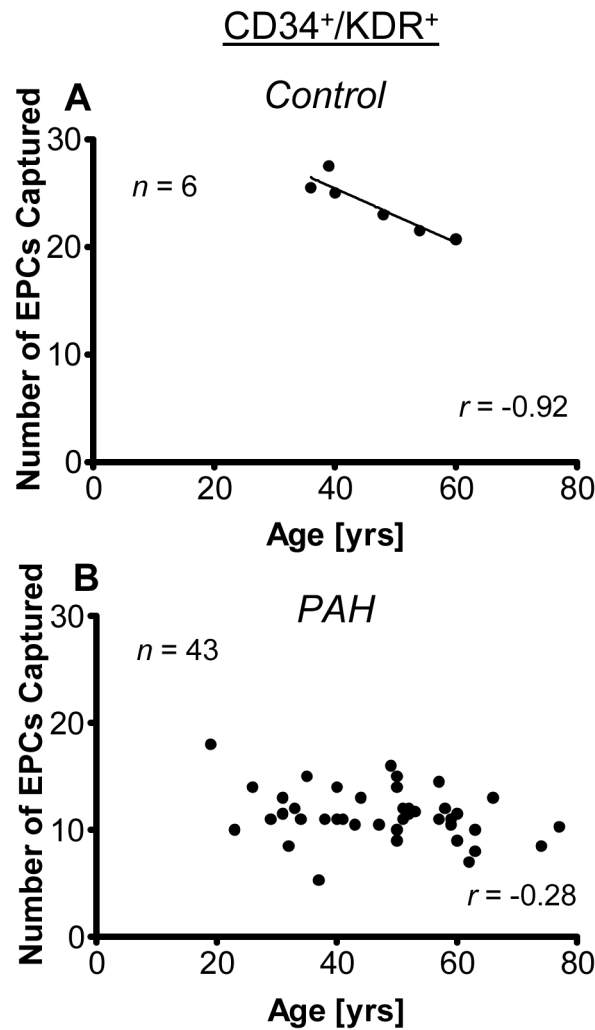 CD34⁺/KDR⁺
A
Control
Number of EPCs Captured
30
20
10
0
n = 6
r = -0.92
0 20 40 60 80
Age [yrs]
B
PAH
Number of EPCs Captured
30
20
10
0
n = 43
r = -0.28
0 20 40 60 80
Age [yrs]